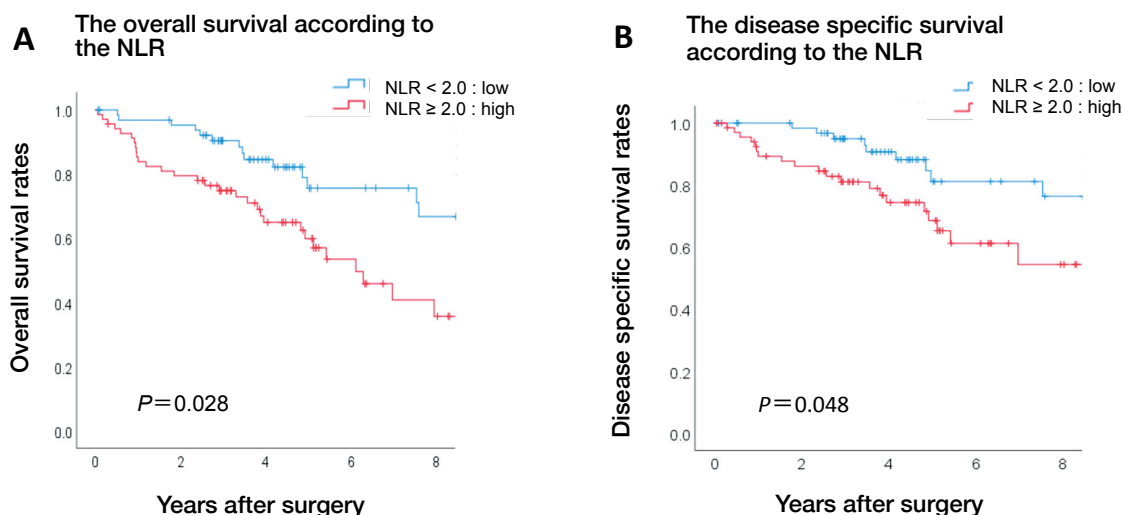 A
The overall survival according to
the NLR
NLR < 2.0 : low
NLR ≥ 2.0 : high
Overall survival rates
1.0
0.8
0.6
0.4
0.2
0.0
P=0.028
0 2 4 6 8
Years after surgery
B
The disease specific survival
according to the NLR
NLR < 2.0 : low
NLR ≥ 2.0 : high
Disease specific survival rates
1.0
0.8
0.6
0.4
0.2
0.0
P=0.048
0 2 4 6 8
Years after surgery